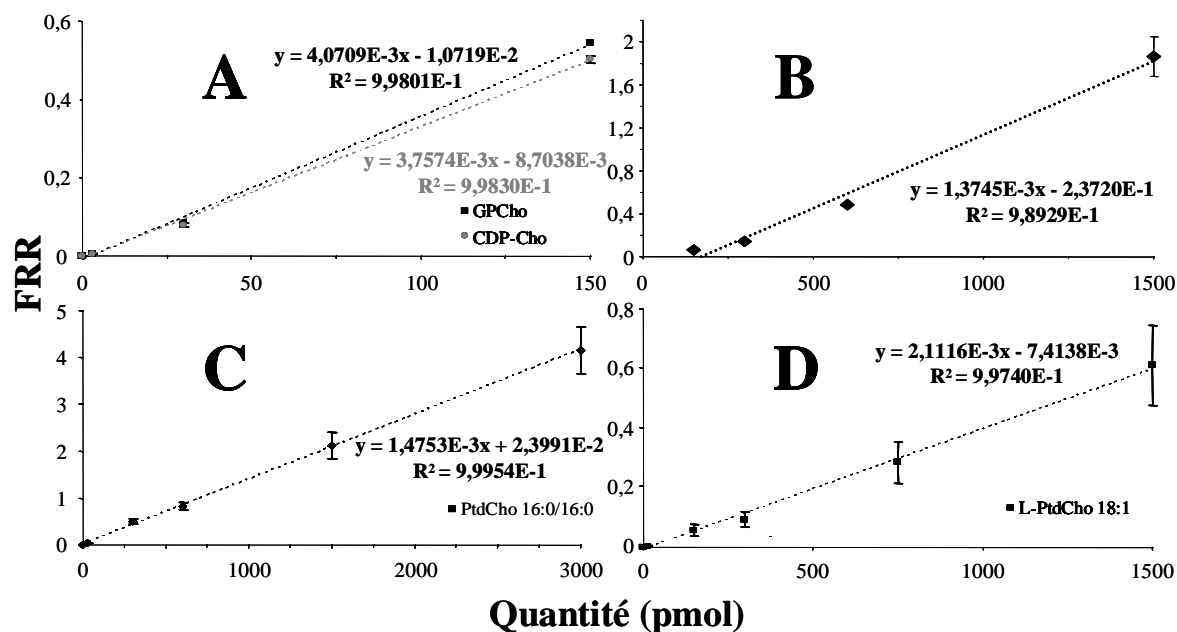 FRR
0,6
0,4
0,2
0
A
y = 4,0709E-3x - 1,0719E-2
R² = 9,9801E-1
y = 3,7574E-3x - 8,7038E-3
R² = 9,9830E-1
GPCho
CDP-Cho
0 50 100 150
2
1,6
1,2
0,8
0,4
0
B
y = 1,3745E-3x - 2,3720E-1
R² = 9,8929E-1
0 500 1000 1500
5
4
3
2
1
0
C
y = 1,4753E-3x + 2,3991E-2
R² = 9,9954E-1
PtdCho 16:0/16:0
0 1000 2000 3000
0,8
0,6
0,4
0,2
0
D
y = 2,1116E-3x - 7,4138E-3
R² = 9,9740E-1
L-PtdCho 18:1
0 500 1000 1500
Quantité (pmol)